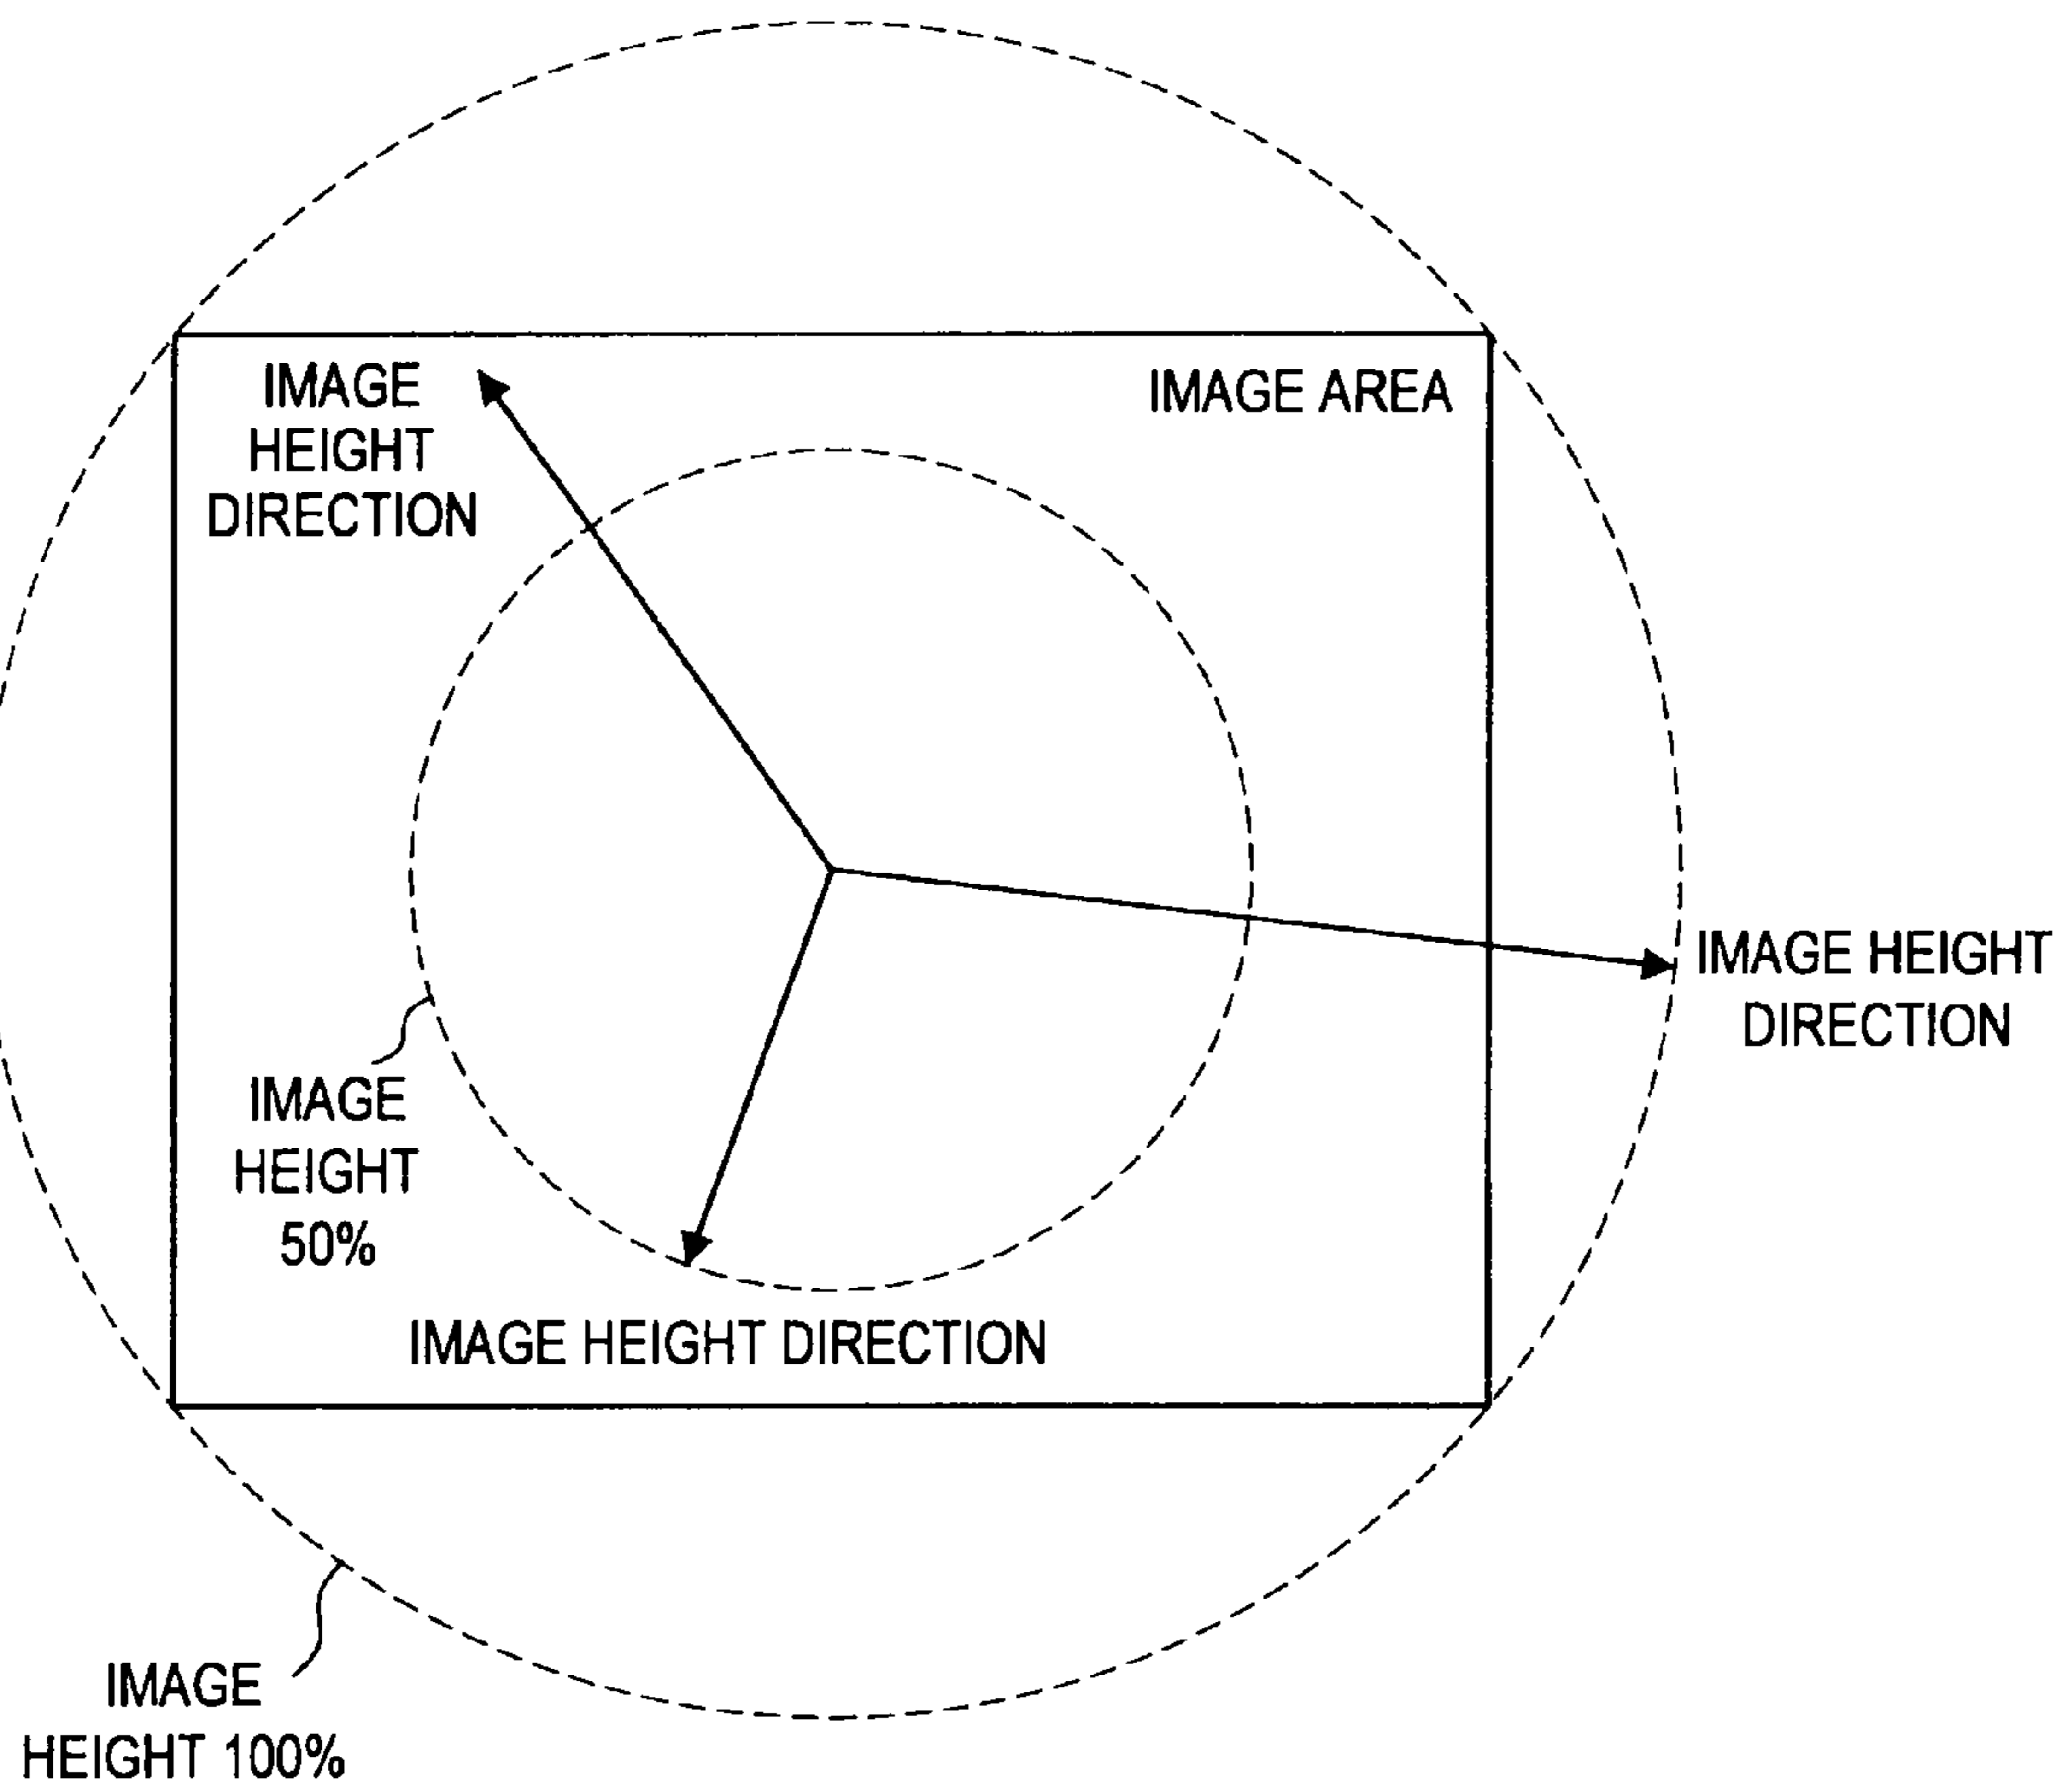 IMAGE
HEIGHT
DIRECTION
IMAGE AREA
IMAGE HEIGHT
DIRECTION
IMAGE
HEIGHT
50%
IMAGE HEIGHT DIRECTION
IMAGE
HEIGHT 100%